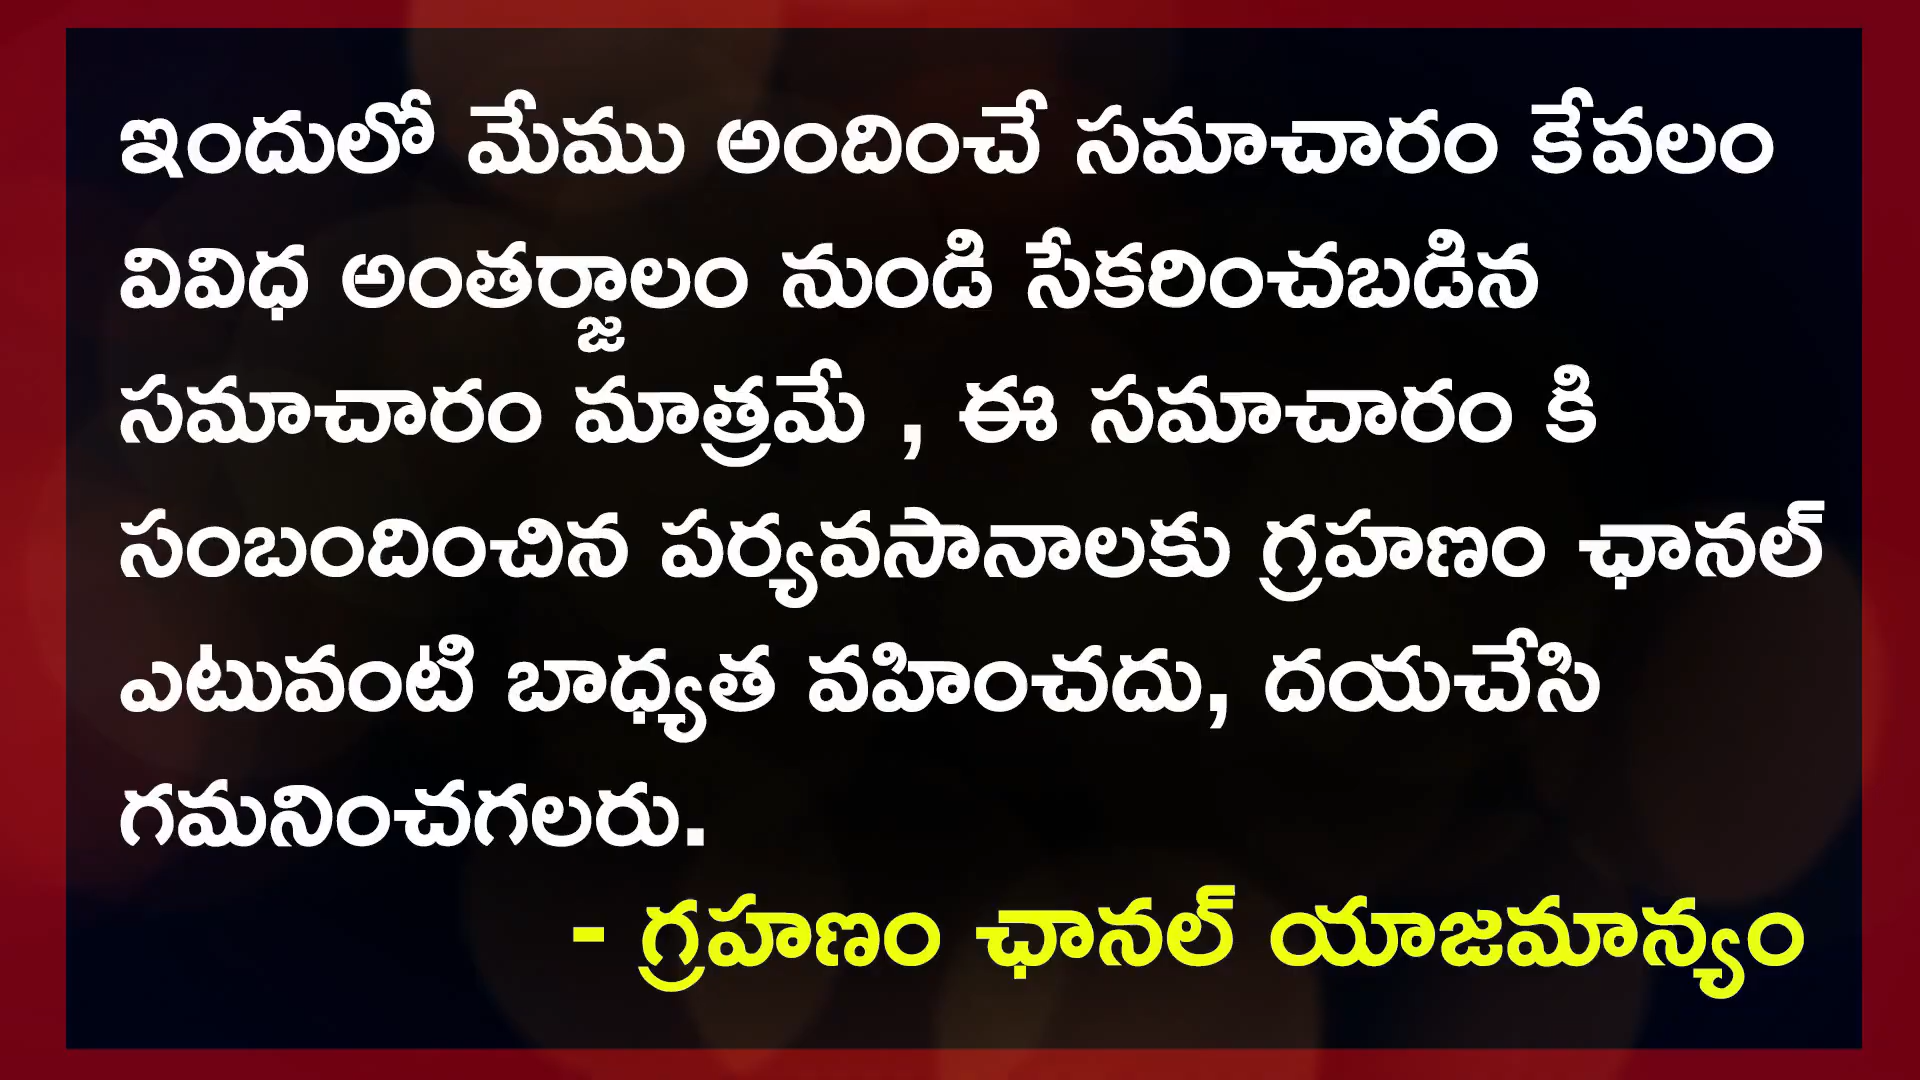 ఇందులో మేము అందించే సమాచారం కేవలం
వివిధ అంతర్జాలం నుండి సేకరించబడిన
సమాచారం మాత్రమే , ఈ సమాచారం కి
సంబందించిన పర్యవసానాలకు గ్రహణం ఛానల్
ఎటువంటి బాధ్యత వహించదు, దయచేసి
గమనించగలరు.
- గ్రహణం ఛానల్ యాజమాన్యం